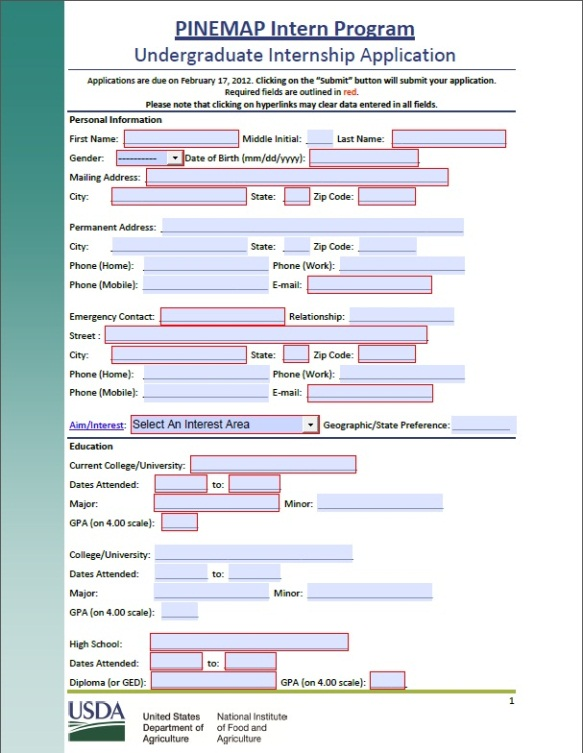 PINEMAP Intern Program
Undergraduate Internship Application
Applications are due on February 17, 2012. Clicking on the “Submit” button will submit your application.
Required fields are outlined in red.
Please note that clicking on hyperlinks may clear data entered in all fields.
Personal Information
First Name: Middle Initial: Last Name:
Gender: ---------- Date of Birth (mm/dd/yyyy):
Mailing Address:
City: State: Zip Code:
Permanent Address:
City: State: Zip Code:
Phone (Home): Phone (Work):
Phone (Mobile): E-mail:
Emergency Contact: Relationship:
Street :
City: State: Zip Code:
Phone (Home): Phone (Work):
Phone (Mobile): E-mail:
Aim/Interest: Select An Interest Area Geographic/State Preference:
Education
Current College/University:
Dates Attended: to:
Major: Minor:
GPA (on 4.00 scale):
College/University:
Dates Attended: to:
Major: Minor:
GPA (on 4.00 scale):
High School:
Dates Attended: to:
Diploma (or GED): GPA (on 4.00 scale):
1
USDA
United States Department of Agriculture
National Institute of Food and Agriculture